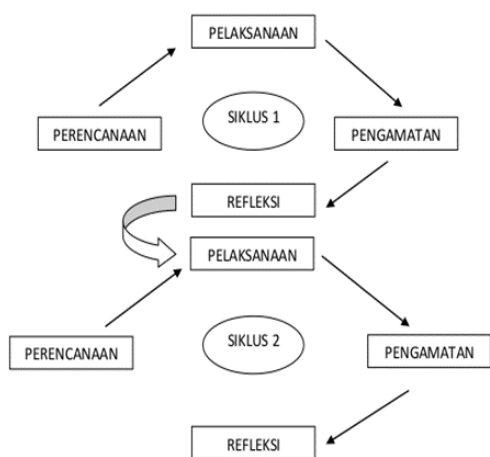 PELAKSANAAN
SIKLUS 1
PERENCANAAN
PENGAMATAN
REFLEKSI
PELAKSANAAN
SIKLUS 2
PERENCANAAN
PENGAMATAN
REFLEKSI